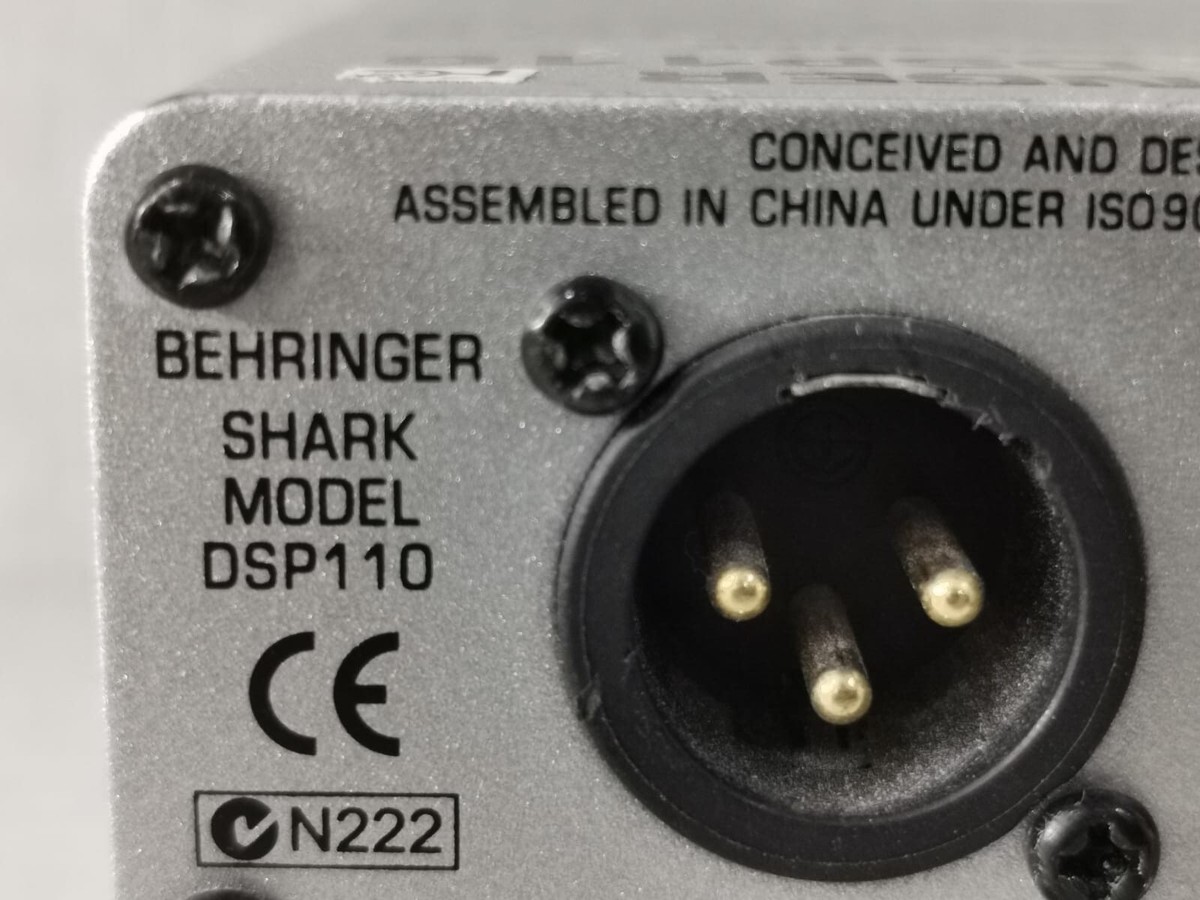 CONCEIVED AND DES
ASSEMBLED IN CHINA UNDER ISO90
BEHRINGER
SHARK
MODEL
DSP110
CE
N222